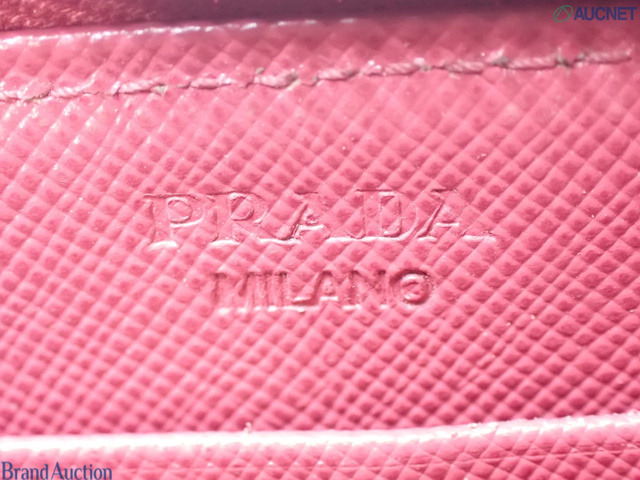 AUCNET
PRADA
MILANO
Brand Auction